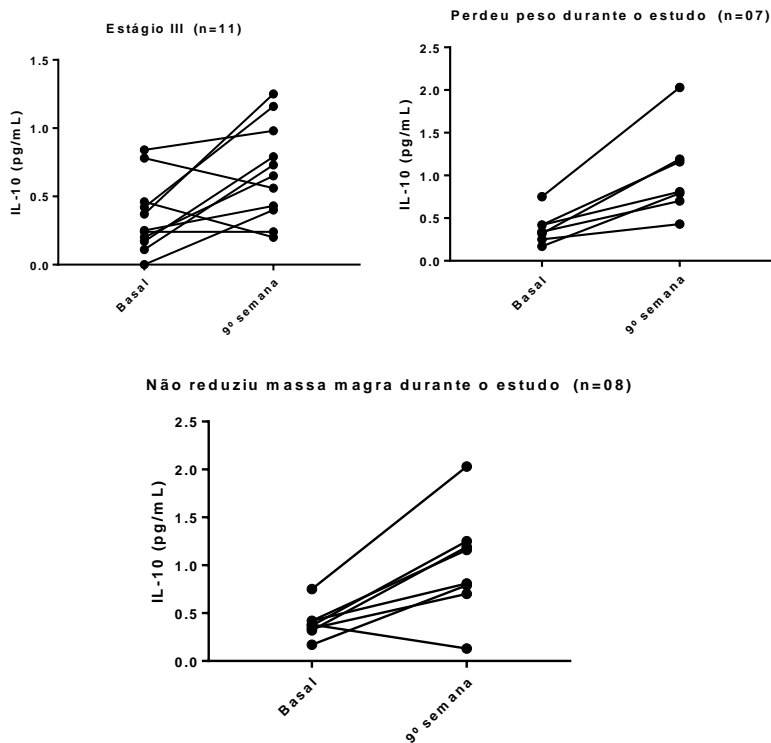 Estágio III (n=11)
1.5
1.0
0.5
0.0
IL-10 (pg/mL)
Basal
9º semana
Perdeu peso durante o estudo (n=07)
2.5
2.0
1.5
1.0
0.5
0.0
IL-10 (pg/mL)
Basal
9º semana
Não reduziu massa magra durante o estudo (n=08)
2.5
2.0
1.5
1.0
0.5
0.0
IL-10 (pg/mL)
Basal
9º semana